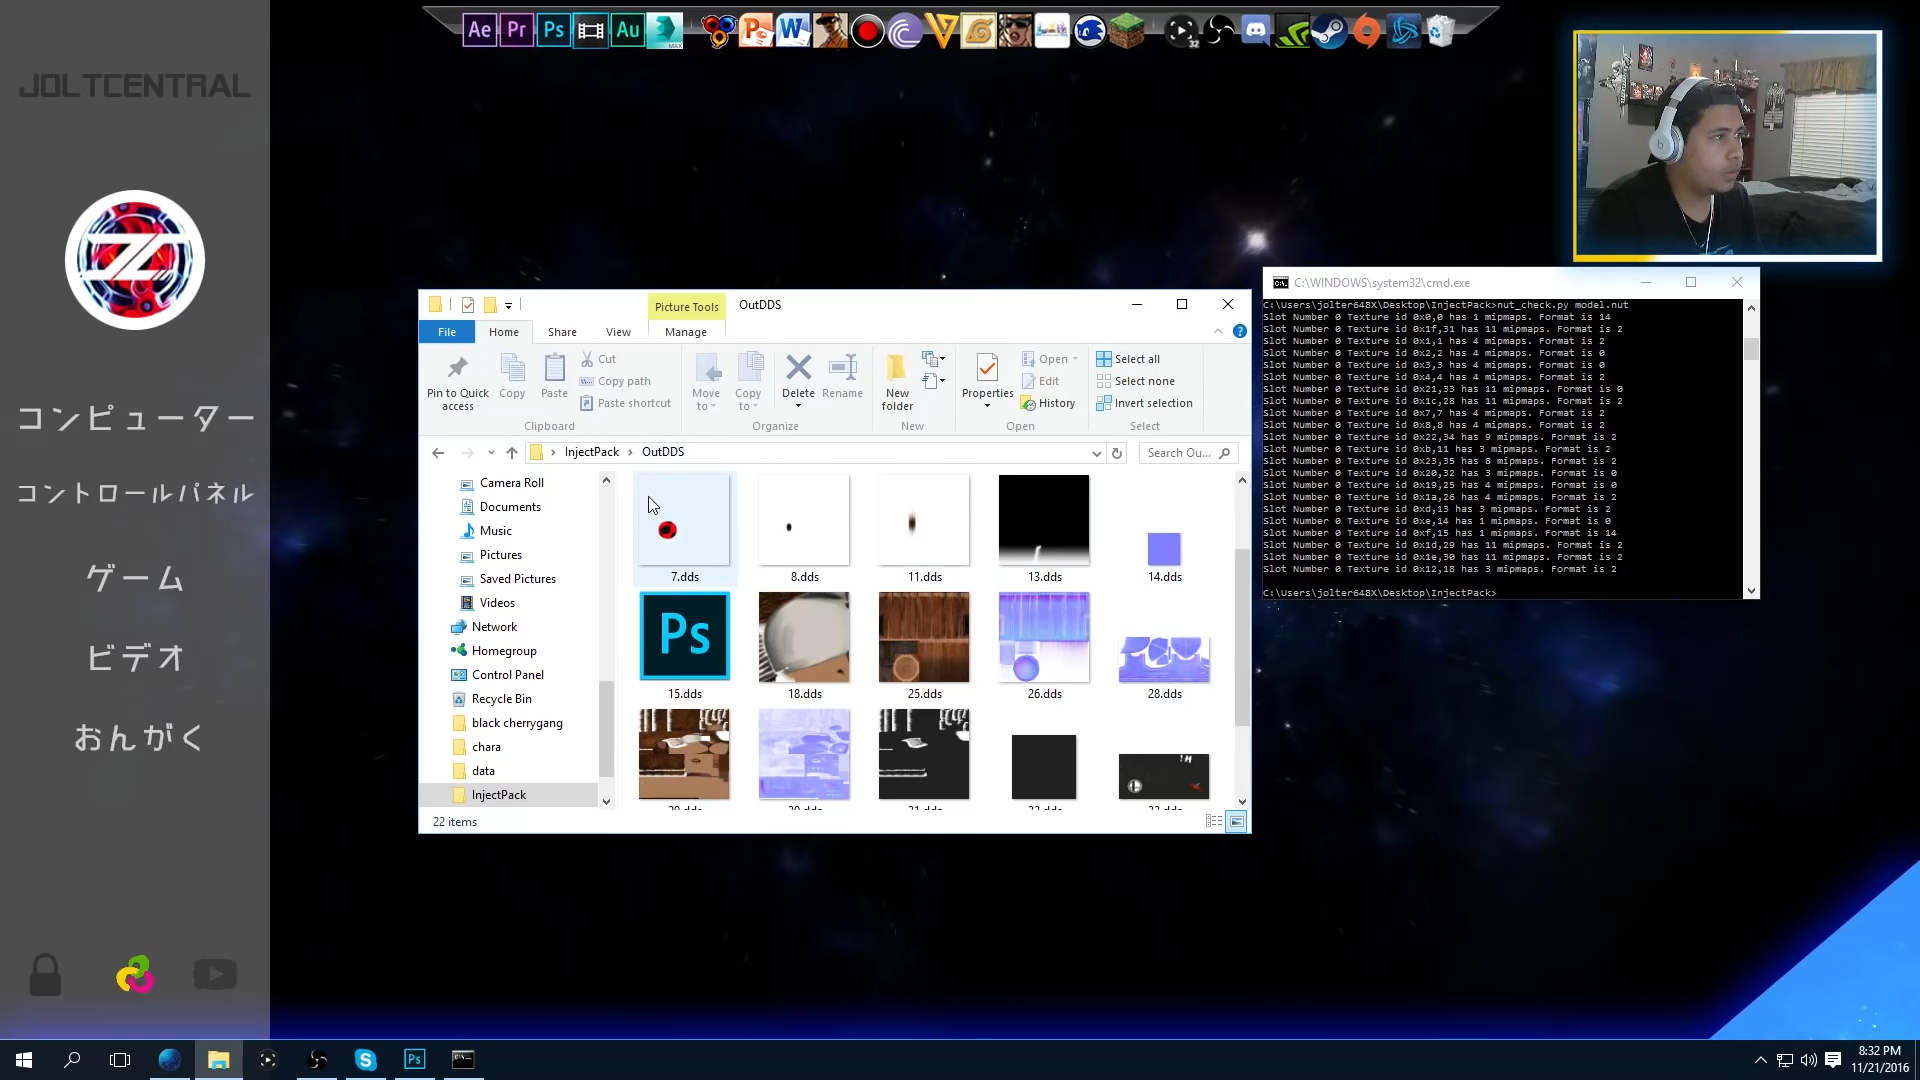 JOLTCENTRAL
コンピューター
コントロールパネル
ゲーム
ビデオ
おんがく
Ae Pr Ps Au
MAX
32
Picture Tools
OutDDS
File Home Share View Manage
Pin to Quick access
Copy
Paste
Cut
Copy path
Paste shortcut
Clipboard
Move to
Copy to
Delete
Rename
Organize
New folder
New
Properties
Open
Edit
History
Open
Select all
Select none
Invert selection
Select
InjectPack > OutDDS
Search Ou...
Camera Roll
Documents
Music
Pictures
Saved Pictures
Videos
Network
Homegroup
Control Panel
Recycle Bin
black cherrygang
chara
data
InjectPack
7.dds 8.dds 11.dds 13.dds 14.dds
Ps
15.dds 18.dds 25.dds 26.dds 28.dds
22 items
C:\WINDOWS\system32\cmd.exe
C:\Users\jolter648X\Desktop\InjectPack>nut_check.py model.nut
Slot Number 0 Texture id 0x0,0 has 1 mipmaps. Format is 14
Slot Number 0 Texture id 0x1f,31 has 11 mipmaps. Format is 2
Slot Number 0 Texture id 0x1,1 has 4 mipmaps. Format is 2
Slot Number 0 Texture id 0x2,2 has 4 mipmaps. Format is 0
Slot Number 0 Texture id 0x3,3 has 4 mipmaps. Format is 0
Slot Number 0 Texture id 0x4,4 has 4 mipmaps. Format is 2
Slot Number 0 Texture id 0x21,33 has 11 mipmaps. Format is 0
Slot Number 0 Texture id 0x1c,28 has 11 mipmaps. Format is 2
Slot Number 0 Texture id 0x7,7 has 4 mipmaps. Format is 2
Slot Number 0 Texture id 0x8,8 has 4 mipmaps. Format is 2
Slot Number 0 Texture id 0x22,34 has 9 mipmaps. Format is 2
Slot Number 0 Texture id 0xb,11 has 3 mipmaps. Format is 2
Slot Number 0 Texture id 0x23,35 has 8 mipmaps. Format is 2
Slot Number 0 Texture id 0x20,32 has 3 mipmaps. Format is 0
Slot Number 0 Texture id 0x19,25 has 4 mipmaps. Format is 0
Slot Number 0 Texture id 0x1a,26 has 4 mipmaps. Format is 2
Slot Number 0 Texture id 0xd,13 has 3 mipmaps. Format is 2
Slot Number 0 Texture id 0xe,14 has 1 mipmaps. Format is 0
Slot Number 0 Texture id 0xf,15 has 1 mipmaps. Format is 14
Slot Number 0 Texture id 0x1d,29 has 11 mipmaps. Format is 2
Slot Number 0 Texture id 0x1e,30 has 11 mipmaps. Format is 2
Slot Number 0 Texture id 0x12,18 has 3 mipmaps. Format is 2
C:\Users\jolter648X\Desktop\InjectPack>
Ps
8:32 PM
11/21/2016